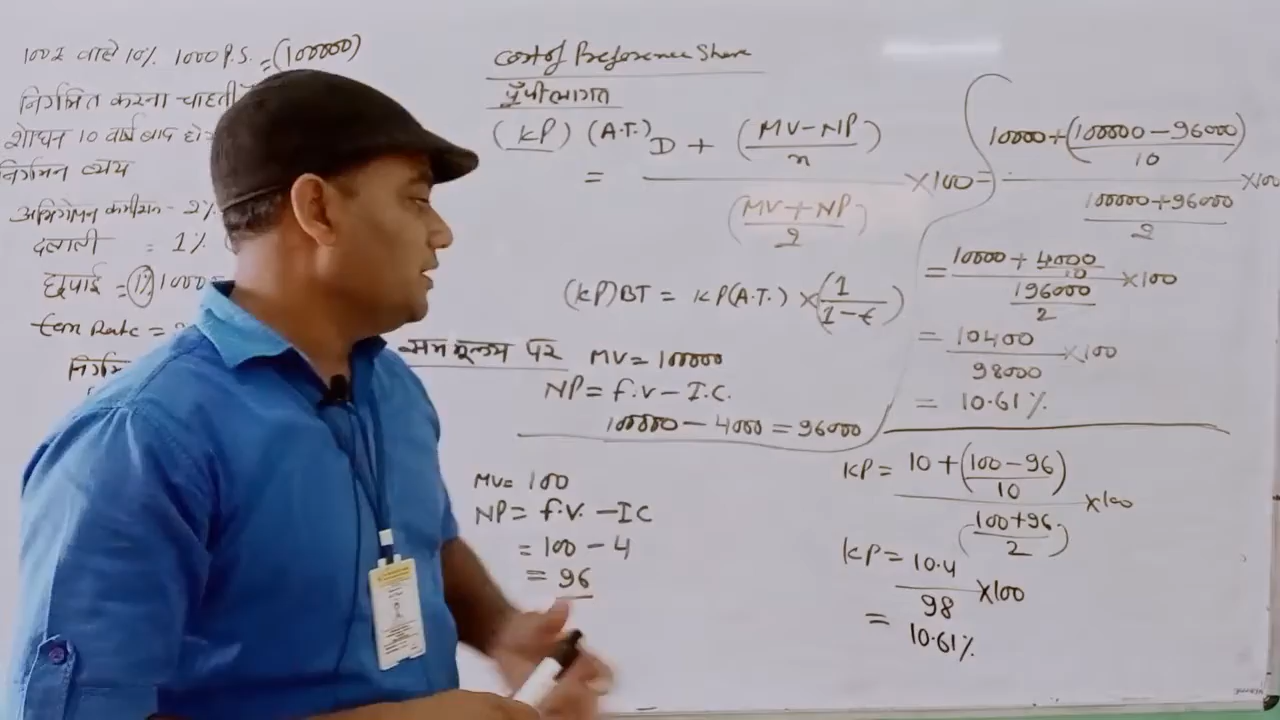 100 ₹ वाले 10% 1000 P.S. = (100000)
निर्गमित करना चाहती
शोधन 10 वर्ष बाद हो
निर्गमन व्यय
अभिगोपन कमीशन - 2%
दलाली = 1%
छपाई = 1% 1000
Rate =
Cost of Preference Share
पूँजी लागत
(KP) (A.T.) = D + (MV-NP)/n / (MV+NP)/2 × 100 = 10000 + (100000 - 96000)/10 / (100000+96000)/2 × 100
= 10000 + 4000/10 / 196000/2 × 100
(KP)BT = KP(A.T.) × (1/1-t)
= 10400/98000 × 100
= 10.61%
सममूल्य पर MV = 100000
NP = f.V - I.C.
100000 - 4000 = 96000
MV = 100
NP = f.V. - IC
= 100 - 4
= 96
KP = 10 + (100-96)/10 / (100+96)/2 × 100
KP = 10.4/98 × 100
= 10.61%